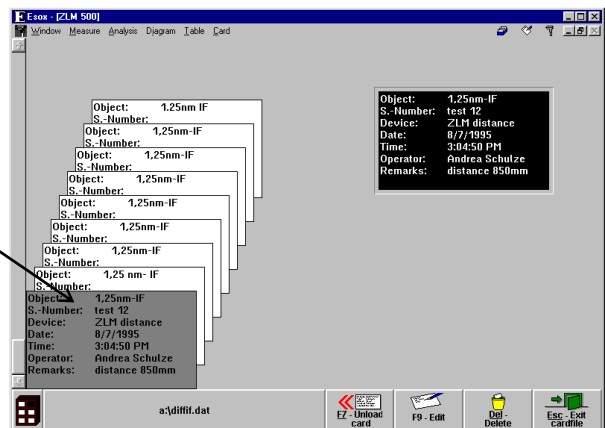 Esox - [ZLM 500]
Window Measure Analysis Djagram Table Card
Object: 1,25nm IF
S.-Number:
Object: 1,25nm-IF
S.-Number:
Object: 1,25nm-IF
S.-Number:
Object: 1,25nm-IF
S.-Number:
Object: 1,25nm-IF
S.-Number:
Object: 1,25nm-IF
S.-Number:
Object: 1,25nm-IF
S.-Number:
Object: 1,25 nm- IF
S.-Number:
Object: 1,25nm-IF
S.-Number: test 12
Device: ZLM distance
Date: 8/7/1995
Time: 3:04:50 PM
Operator: Andrea Schulze
Remarks: distance 850mm
Object: 1,25nm-IF
S.-Number: test 12
Device: ZLM distance
Date: 8/7/1995
Time: 3:04:50 PM
Operator: Andrea Schulze
Remarks: distance 850mm
a:\diffif.dat
F7 - Unload
card
F9 - Edit
Del -
Delete
Esc - Exit
cardfile